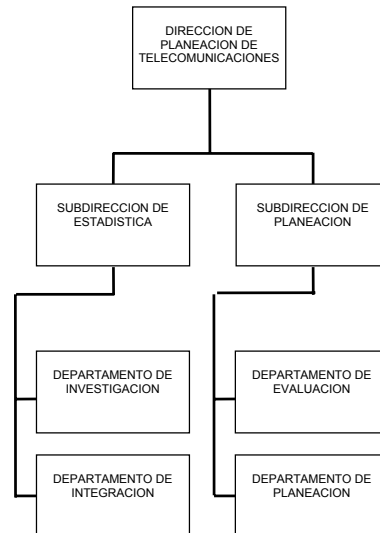 DIRECCION DE
PLANEACION DE
TELECOMUNICACIONES
SUBDIRECCION DE
ESTADISTICA
SUBDIRECCION DE
PLANEACION
DEPARTAMENTO DE
INVESTIGACION
DEPARTAMENTO DE
EVALUACION
DEPARTAMENTO DE
INTEGRACION
DEPARTAMENTO DE
PLANEACION